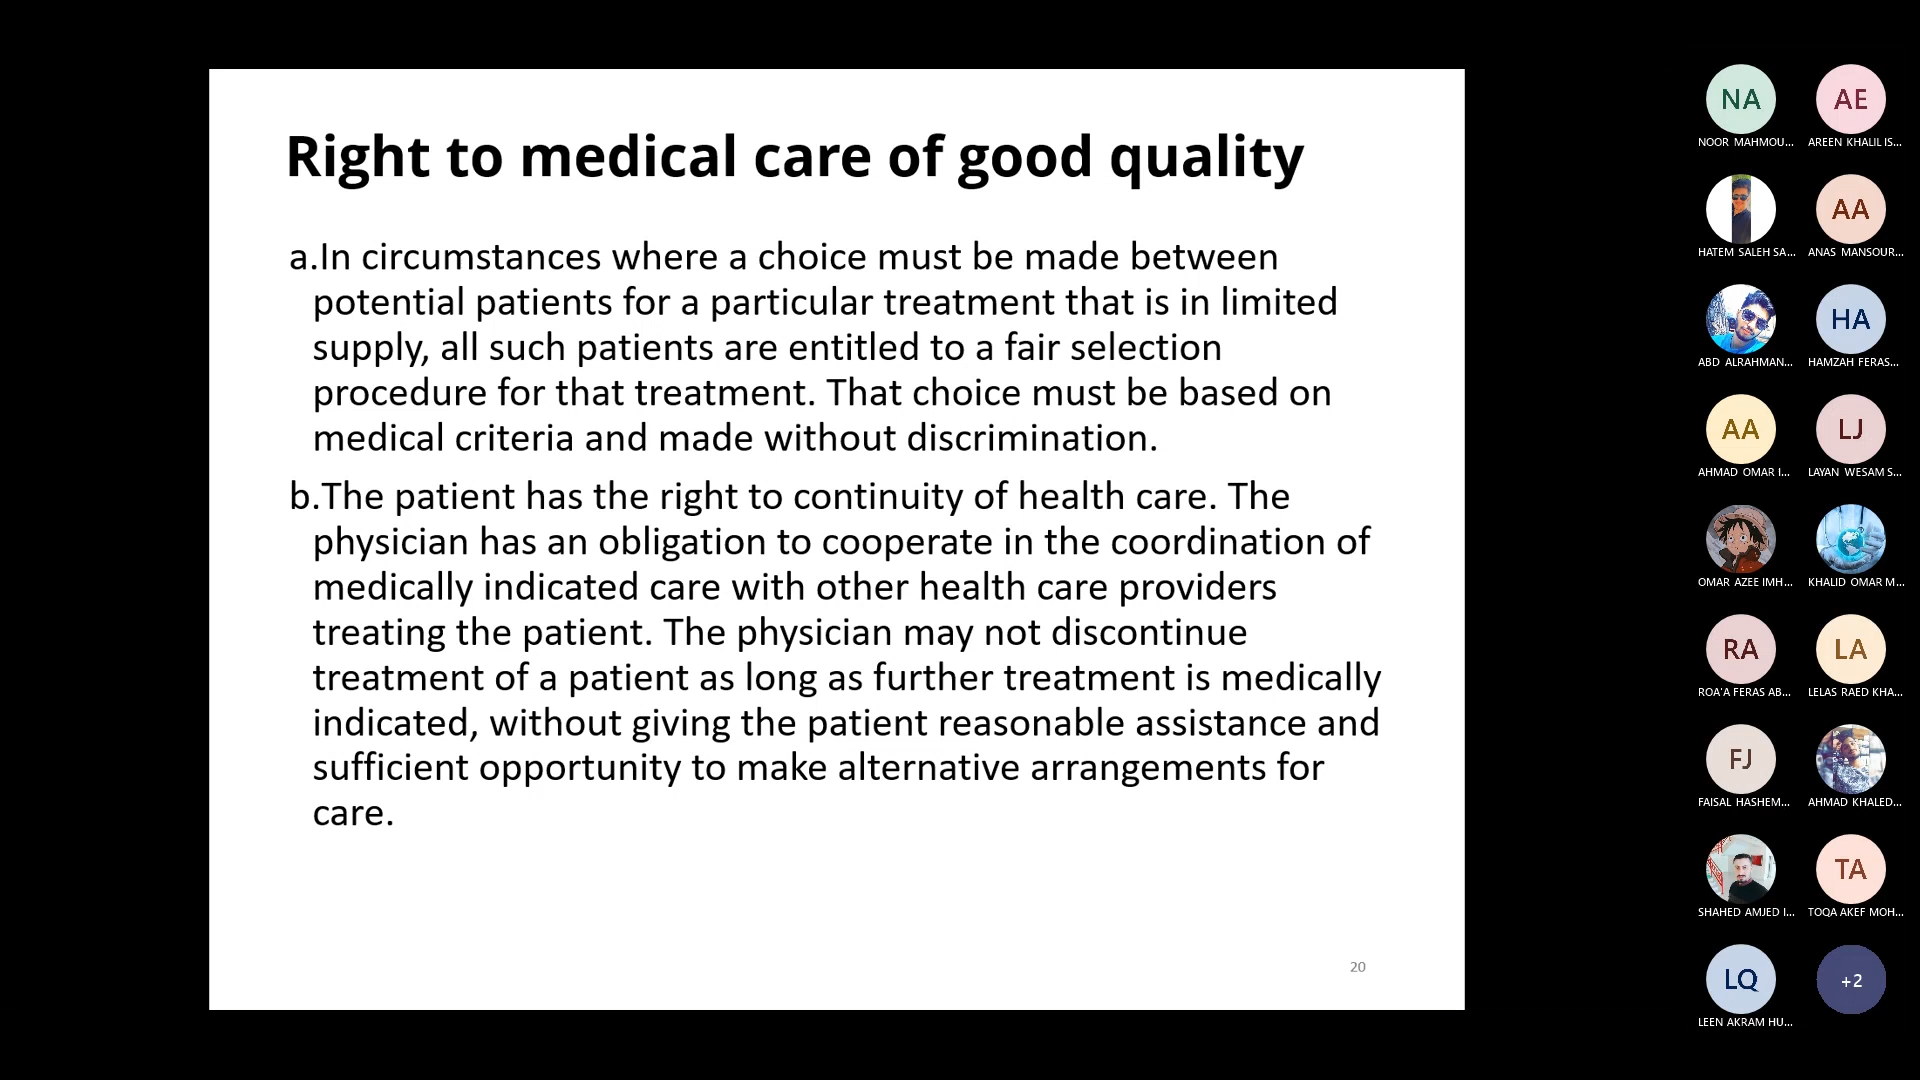 Right to medical care of good quality
a.In circumstances where a choice must be made between
potential patients for a particular treatment that is in limited
supply, all such patients are entitled to a fair selection
procedure for that treatment. That choice must be based on
medical criteria and made without discrimination.
b.The patient has the right to continuity of health care. The
physician has an obligation to cooperate in the coordination of
medically indicated care with other health care providers
treating the patient. The physician may not discontinue
treatment of a patient as long as further treatment is medically
indicated, without giving the patient reasonable assistance and
sufficient opportunity to make alternative arrangements for
care.
20
NA
NOOR MAHMOU...
AE
AREEN KHALIL IS...
HATEM SALEH SA...
AA
ANAS MANSOUR...
ABD ALRAHMAN...
HA
HAMZAH FERAS...
AA
AHMAD OMAR I...
LJ
LAYAN WESAM S...
OMAR AZEE IMH...
KHALID OMAR M...
RA
ROA'A FERAS AB...
LA
LELAS RAED KHA...
FJ
FAISAL HASHEM...
AHMAD KHALED...
SHAHED AMJED I...
TA
TOQA AKEF MOH...
LQ
LEEN AKRAM HU...
+2